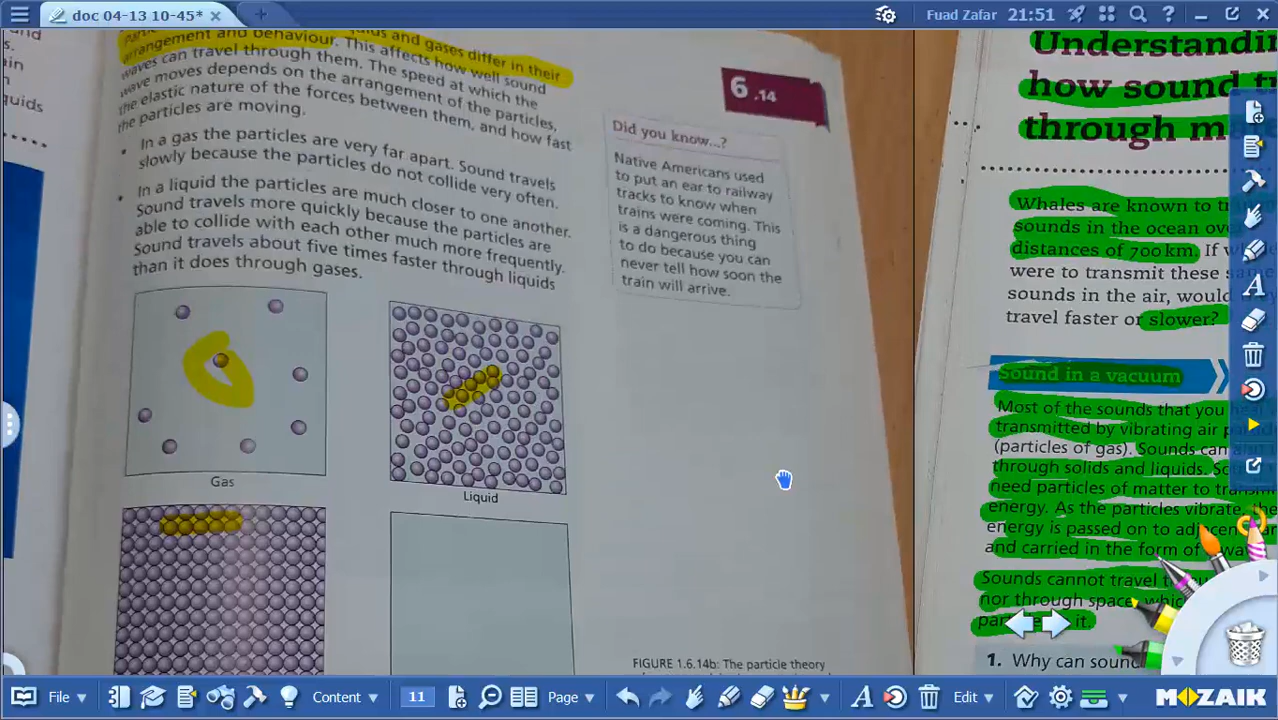 doc 04-13 10-45*
Fuad Zafar 21:51
and gases differ in their
arrangement and behaviour. This affects how well sound
waves can travel through them. The speed at which the
wave moves depends on the arrangement of the particles,
the elastic nature of the forces between them, and how fast
the particles are moving.
• In a gas the particles are very far apart. Sound travels
slowly because the particles do not collide very often.
• In a liquid the particles are much closer to one another.
Sound travels more quickly because the particles are
able to collide with each other much more frequently.
Sound travels about five times faster through liquids
than it does through gases.
Gas
Liquid
6.14
Did you know...?
Native Americans used
to put an ear to railway
tracks to know when
trains were coming. This
is a dangerous thing
to do because you can
never tell how soon the
train will arrive.
FIGURE 1.6.14b: The particle theory
how sound
through
Whales are known to
sounds in the ocean
distances of 700 km. If
were to transmit these
sounds in the air, would
travel faster or slower?
Sound in a vacuum
Most of the sounds that you
transmitted by vibrating air
(particles of gas). Sounds can
through solids and liquids.
need particles of matter to
energy. As the particles vibrate,
energy is passed on to
and carried in the form of
Sounds cannot travel
nor through space,
it.
1. Why can sound
File
Content
11
Page
Edit
MOZAIK